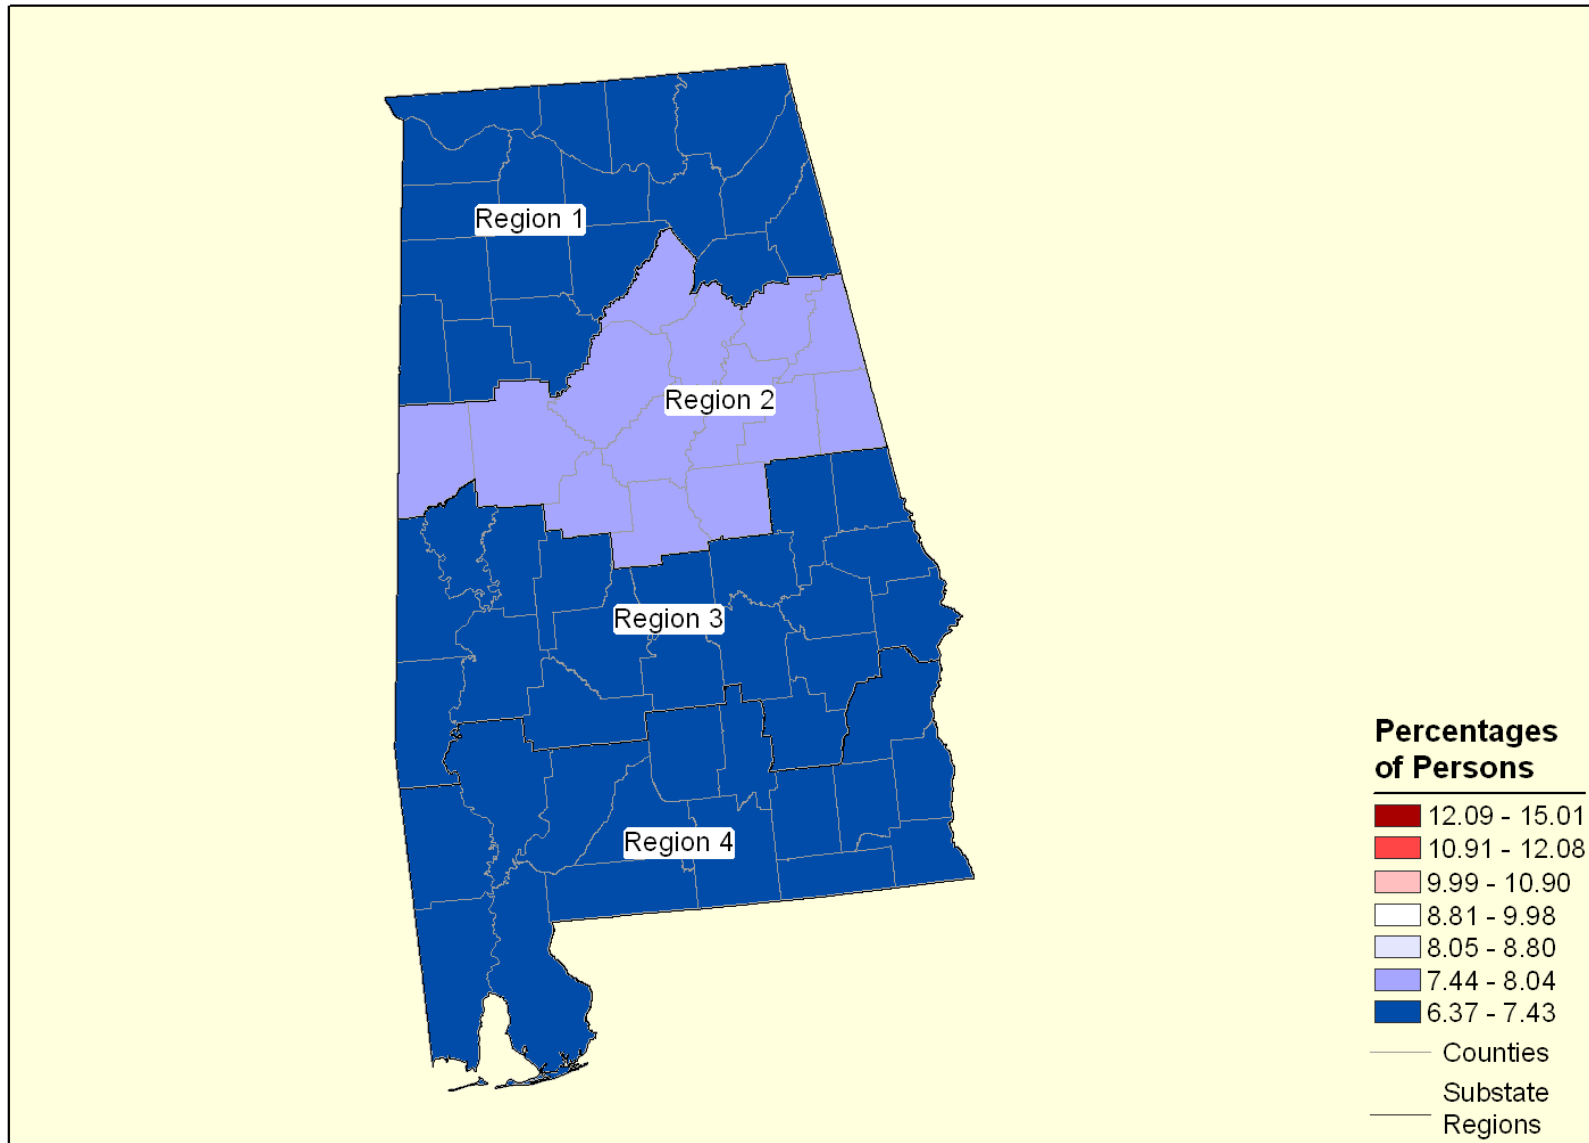 Region 1
Region 2
Region 3
Region 4
Percentages
of Persons
12.09 - 15.01
10.91 - 12.08
9.99 - 10.90
8.81 - 9.98
8.05 - 8.80
7.44 - 8.04
6.37 - 7.43
Counties
Substate
Regions